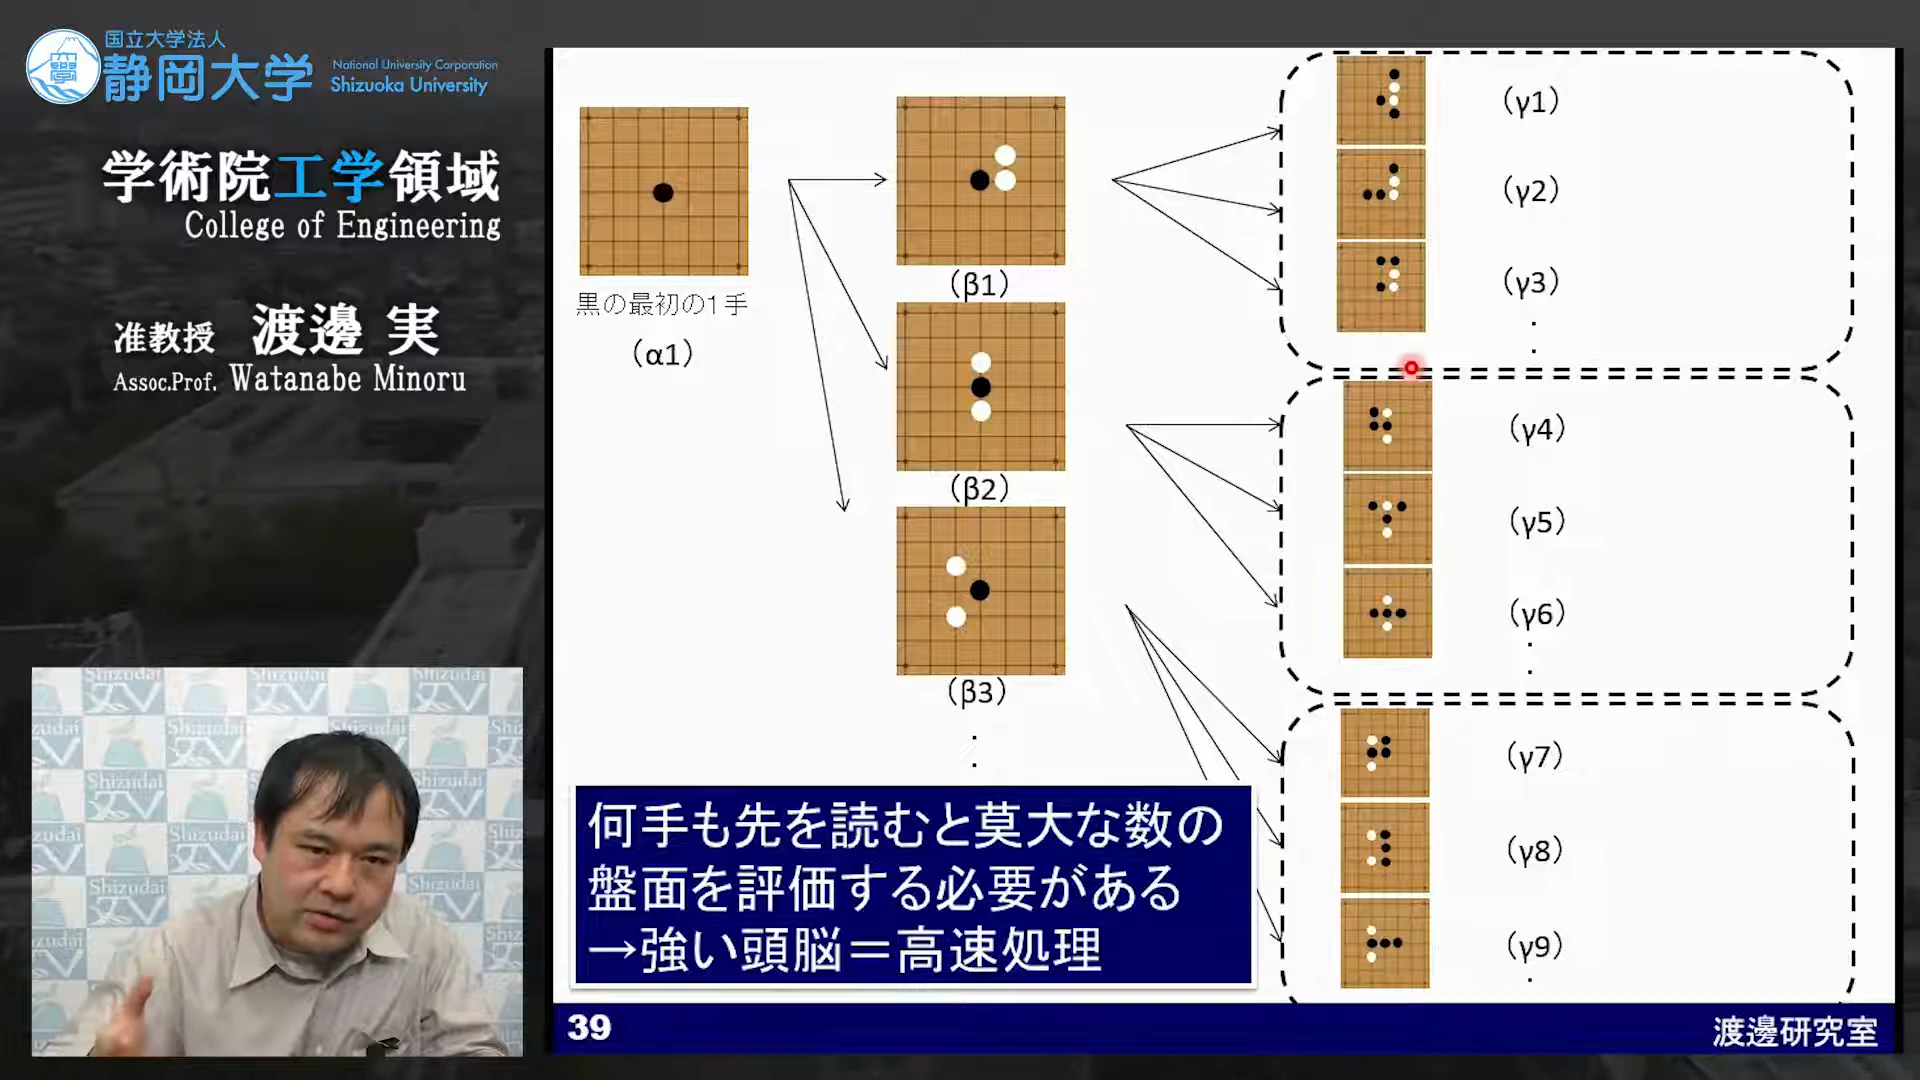 国立大学法人
静岡大学
National University Corporation
Shizuoka University
学術院工学領域
College of Engineering
准教授 渡邊 実
Assoc.Prof. Watanabe Minoru
黒の最初の1手
(α1)
(β1)
(β2)
(β3)
(γ1)
(γ2)
(γ3)
(γ4)
(γ5)
(γ6)
(γ7)
(γ8)
(γ9)
何手も先を読むと莫大な数の
盤面を評価する必要がある
→強い頭脳＝高速処理
39
渡邊研究室
Shizudai
TV